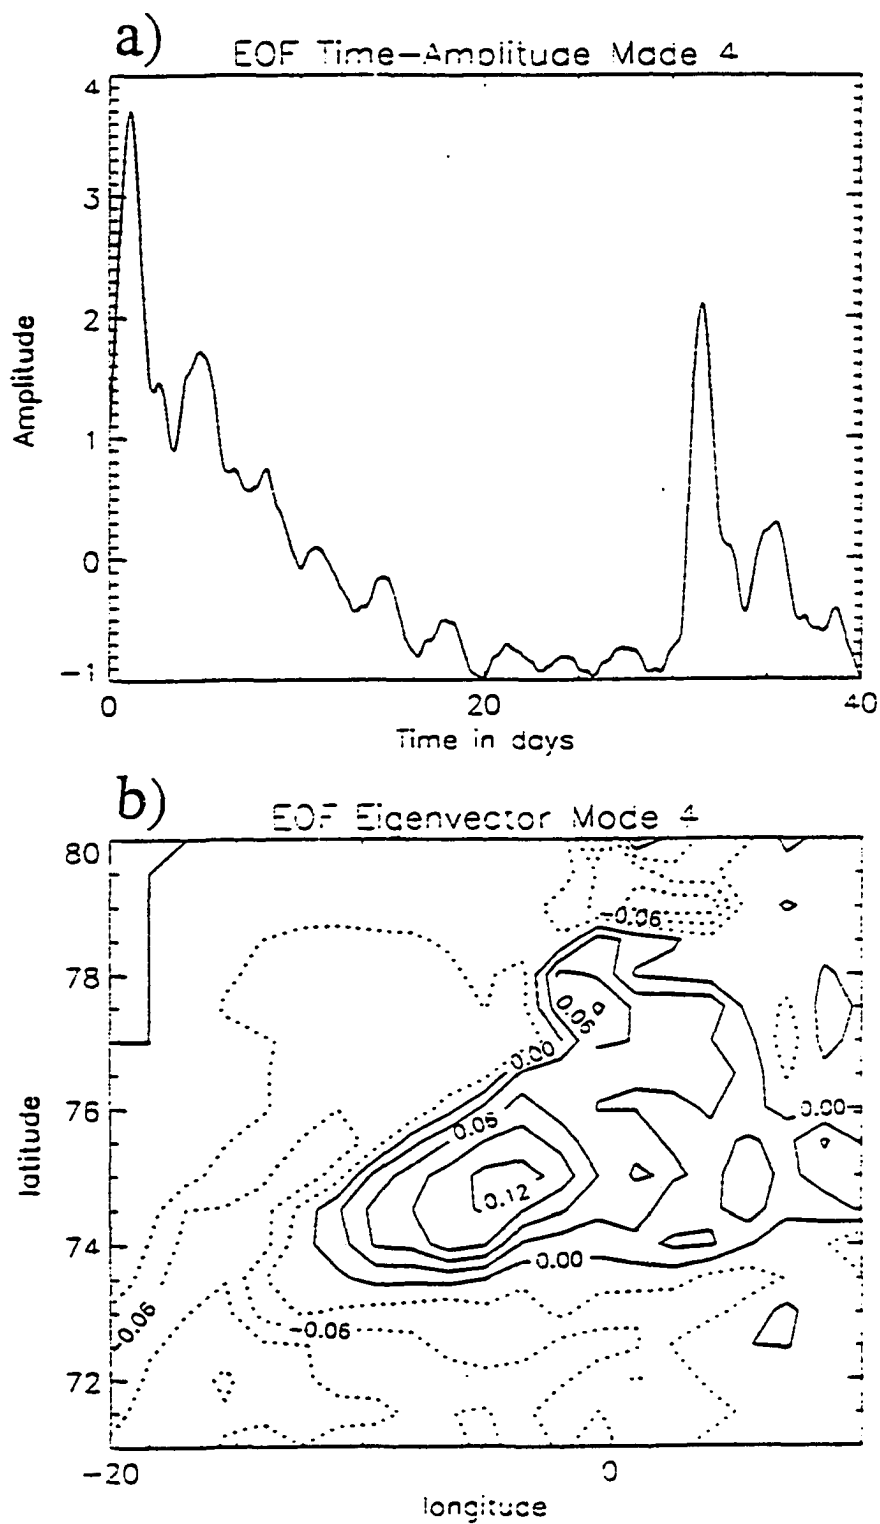 a)
EOF Time-Amplitude Mode 4
4
3
2
1
0
-1
Amplitude
0 20 40
Time in days
b)
EOF Eigenvector Mode 4
80
78
76
74
72
latitude
-0.06
0.06
0.00
0.06
0.00
0.12
0.00
-0.06
-0.06
-20 0
longitude